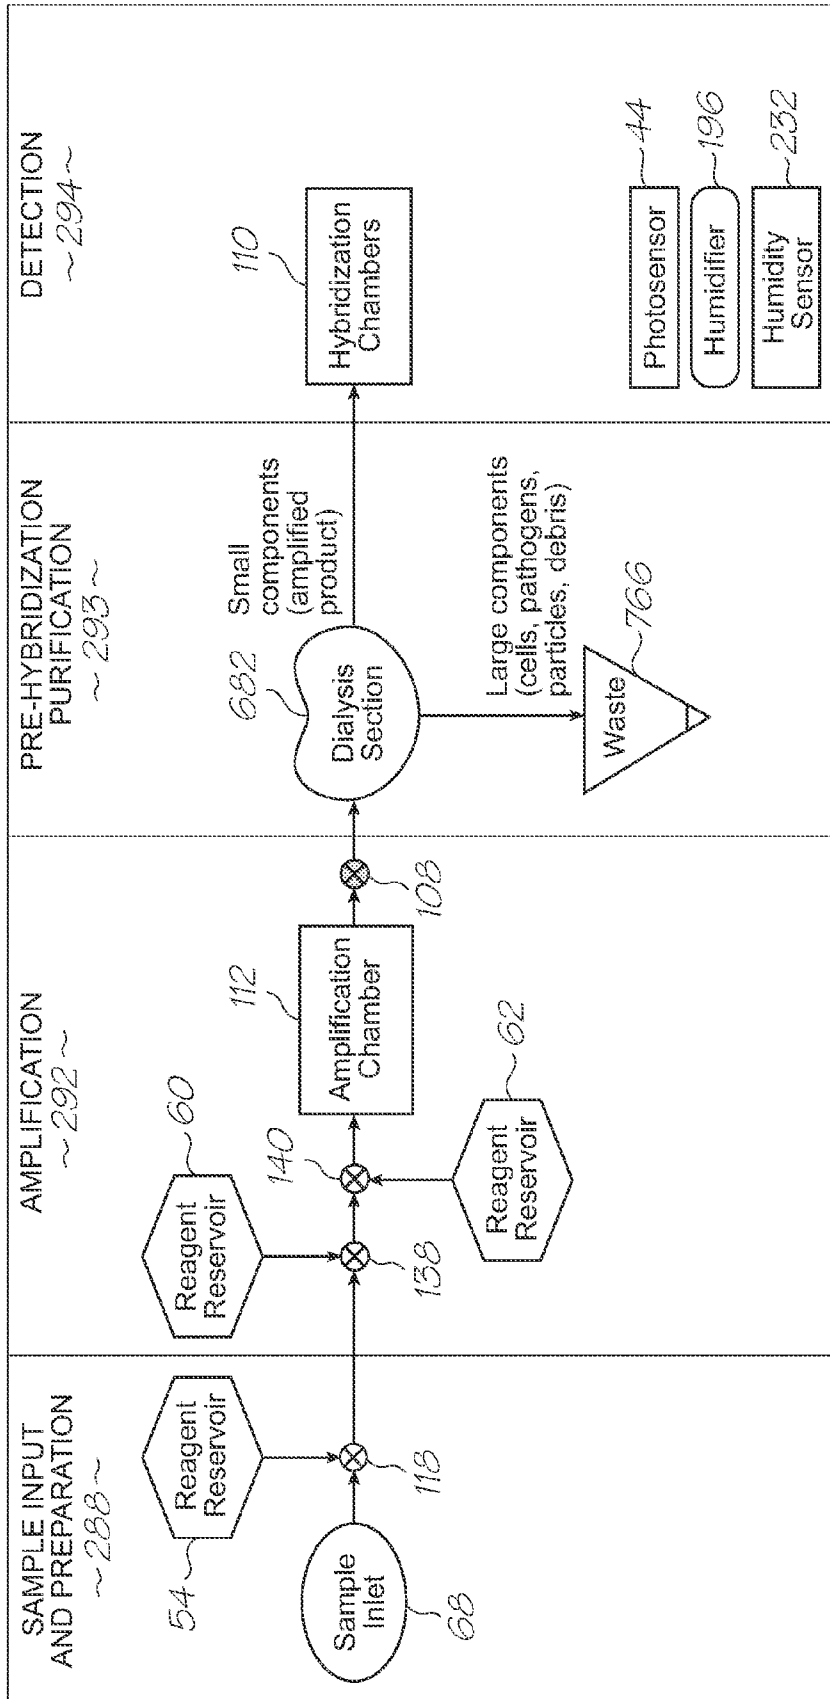 SAMPLE INPUT
AND PREPARATION
~288~
54
Reagent
Reservoir
118
Sample
Inlet
68
AMPLIFICATION
~292~
60
Reagent
Reservoir
138
140
Reagent
Reservoir
62
112
Amplification
Chamber
108
PRE-HYBRIDIZATION
PURIFICATION
~293~
682
Dialysis
Section
Small
components
(amplified
product)
Large components
(cells, pathogens,
particles, debris)
Waste
766
DETECTION
~294~
110
Hybridization
Chambers
Photosensor
44
Humidifier
196
Humidity
Sensor
232